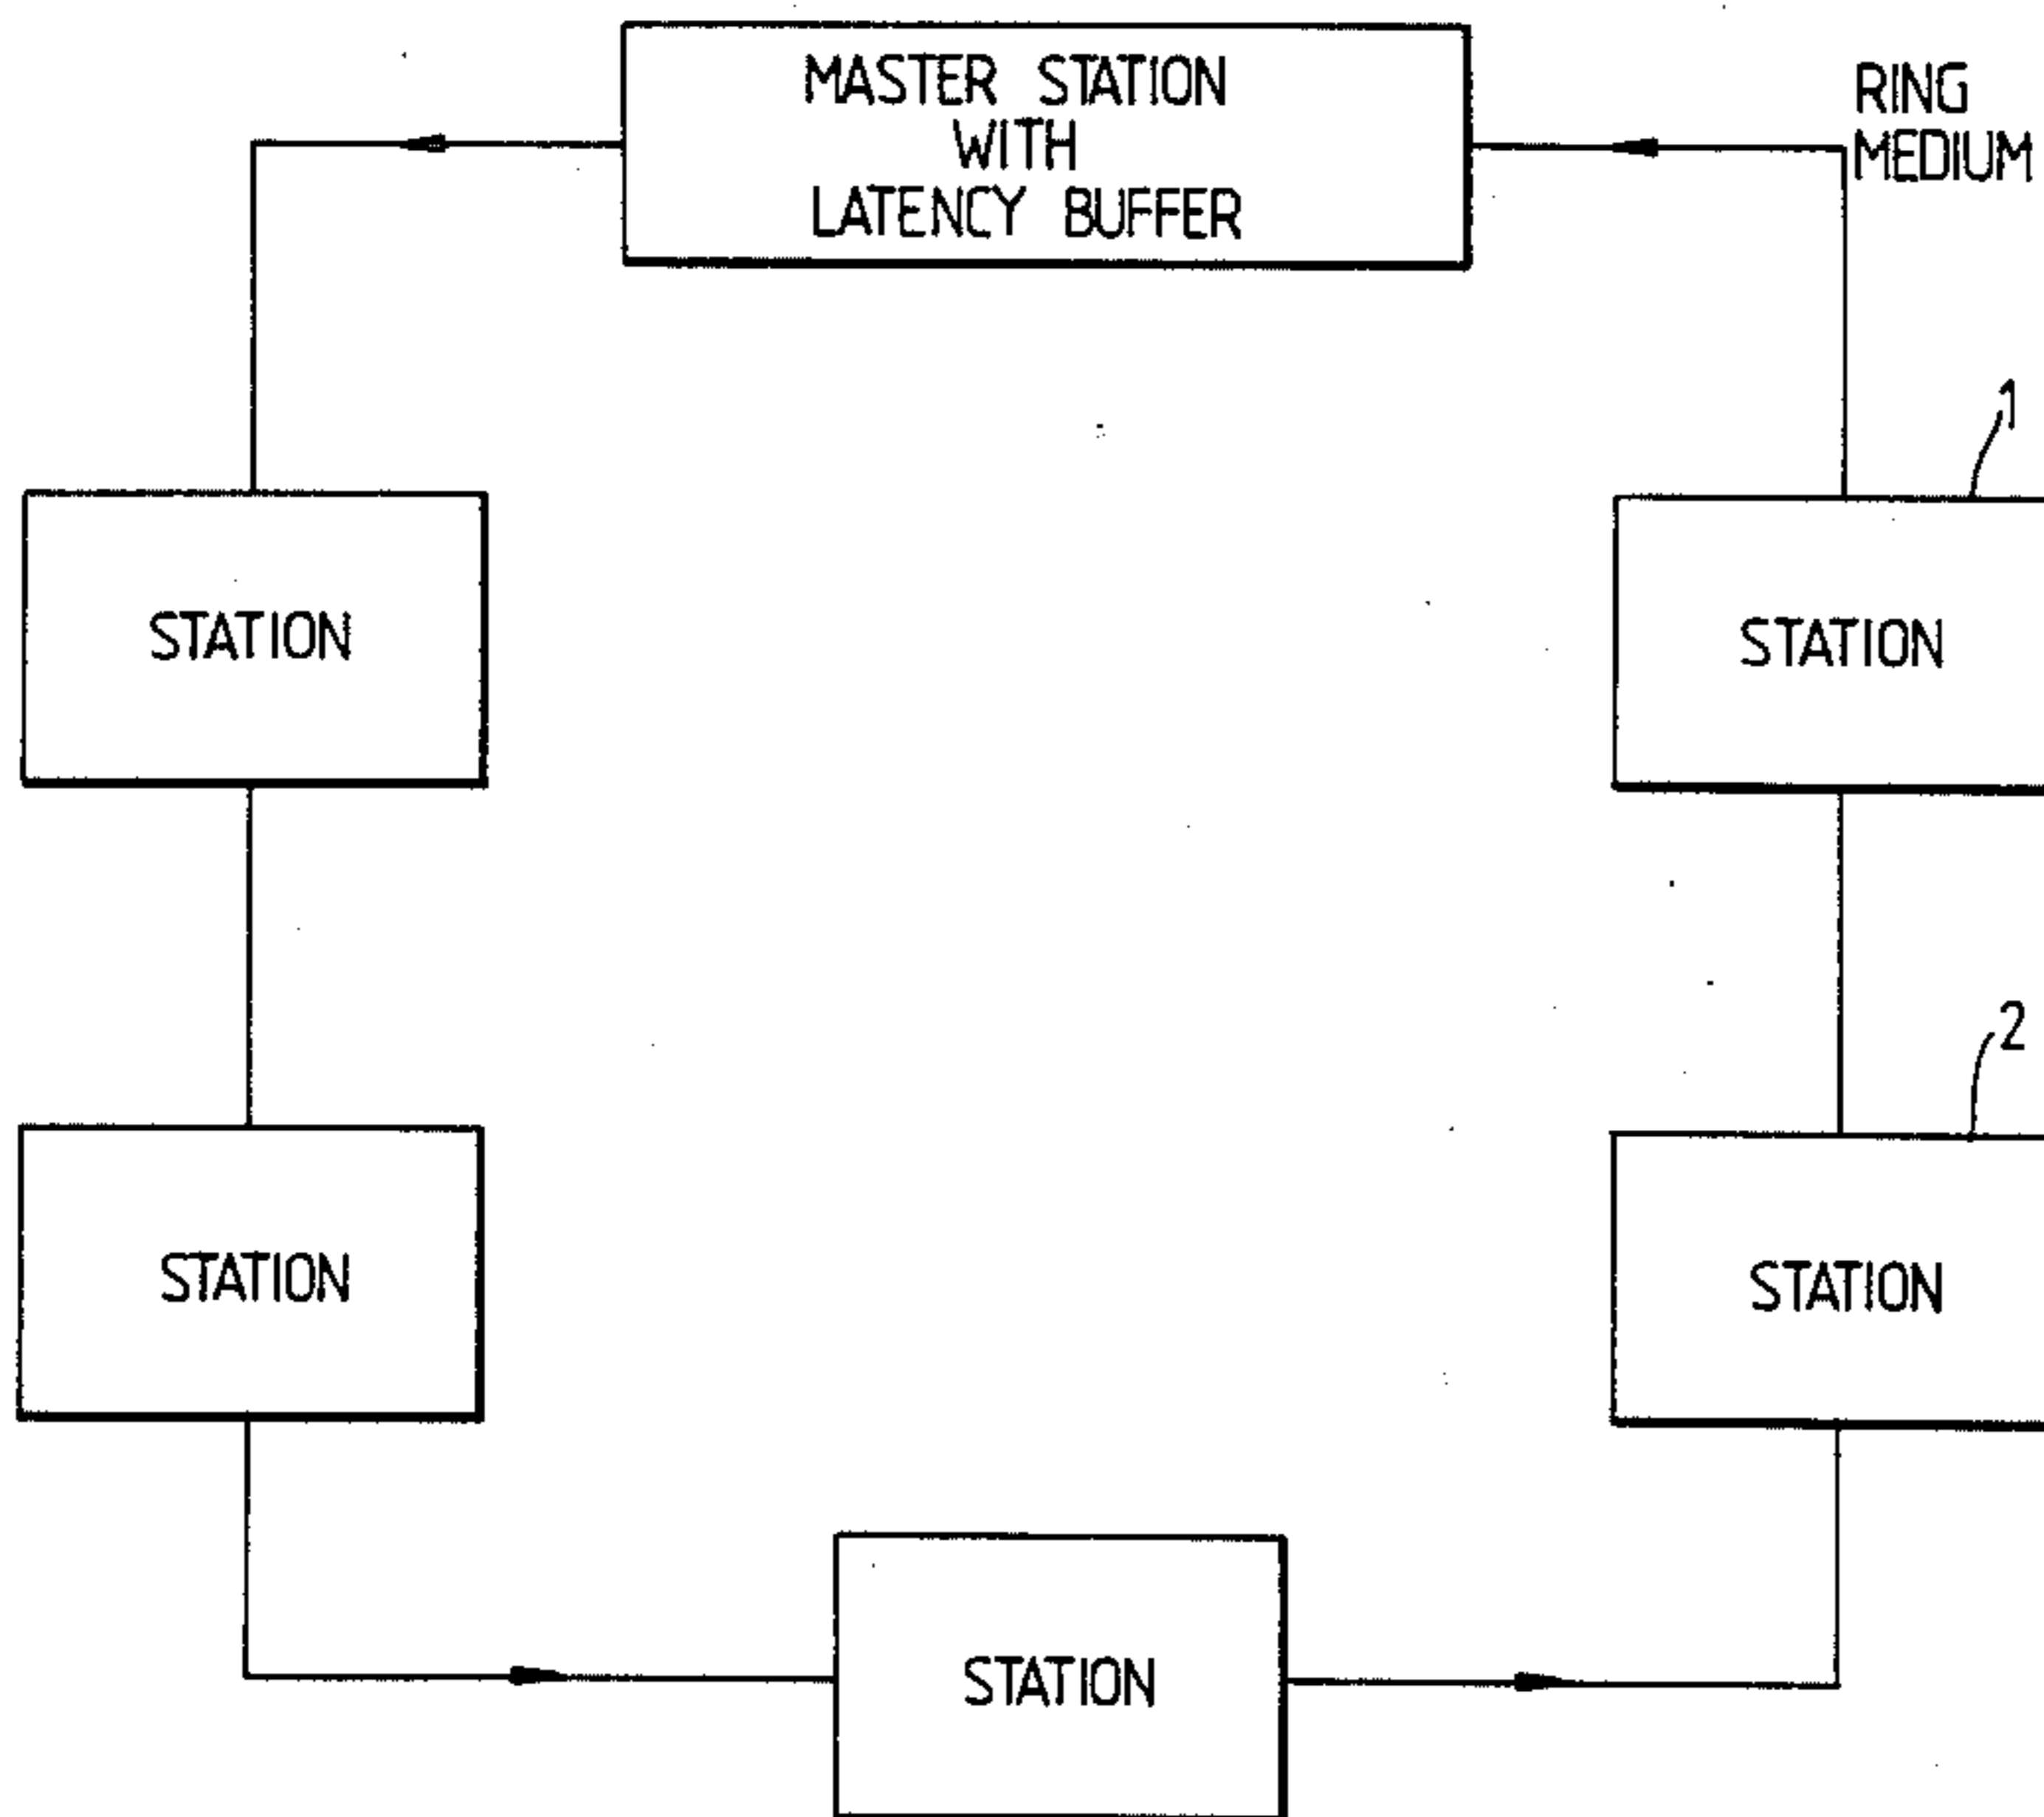 MASTER STATION
WITH
LATENCY BUFFER
RING
MEDIUM
1
STATION
STATION
2
STATION
STATION
STATION